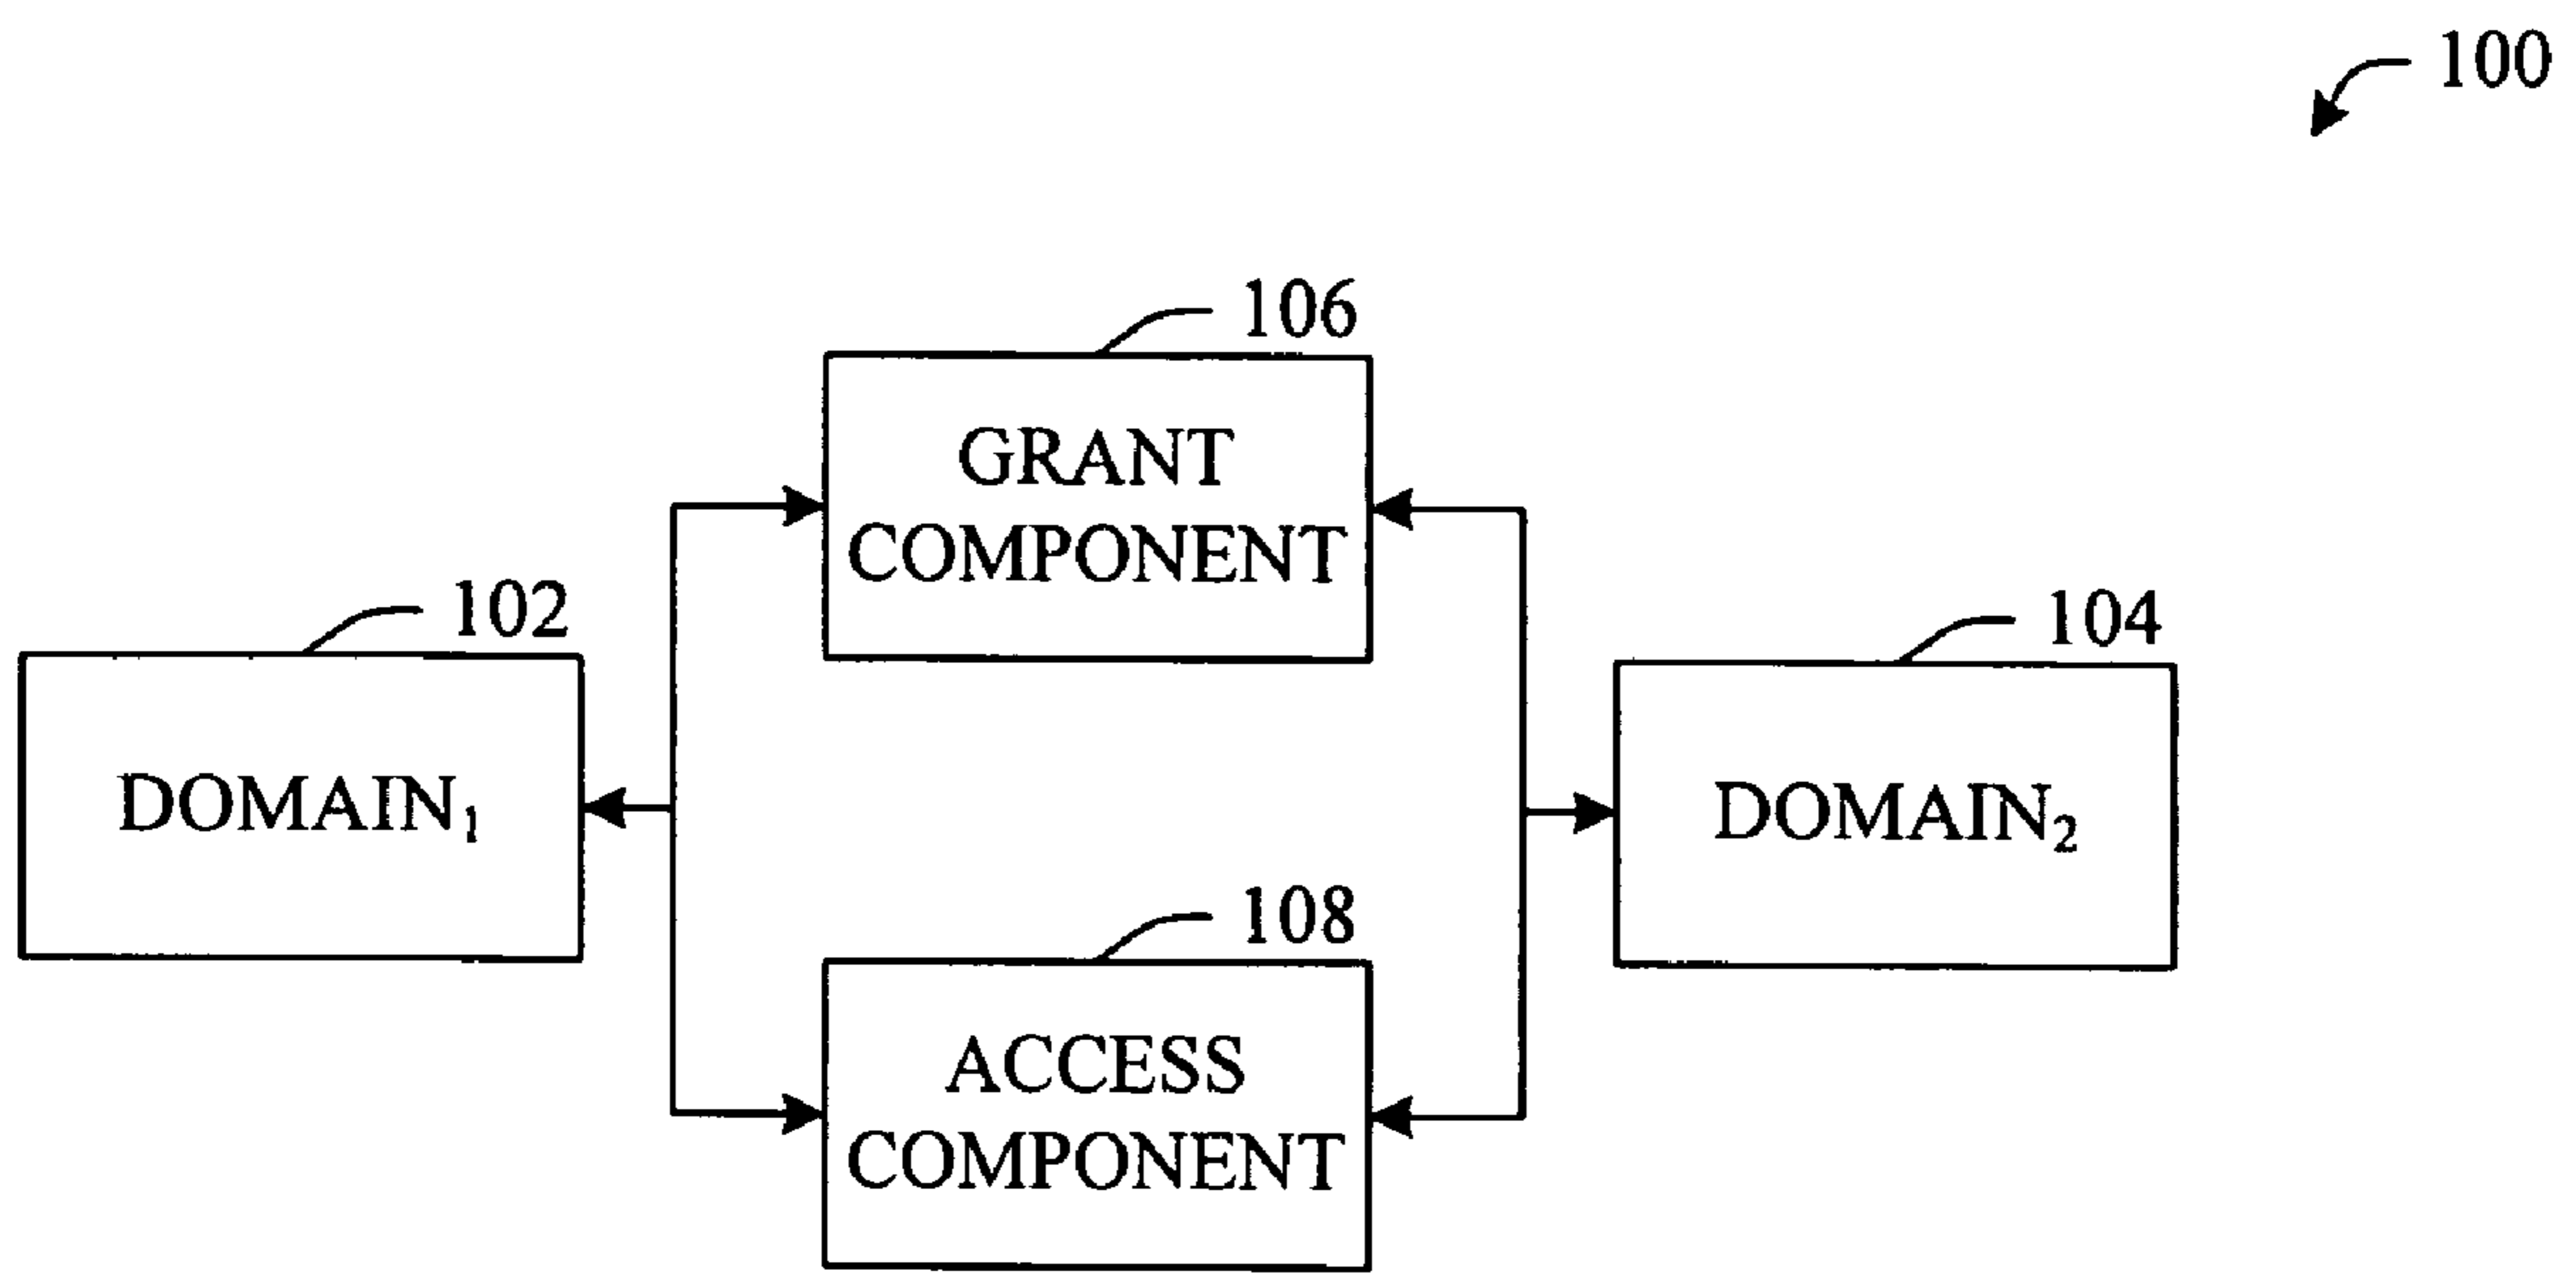 100
106
GRANT
COMPONENT
102
DOMAIN₁
104
DOMAIN₂
108
ACCESS
COMPONENT